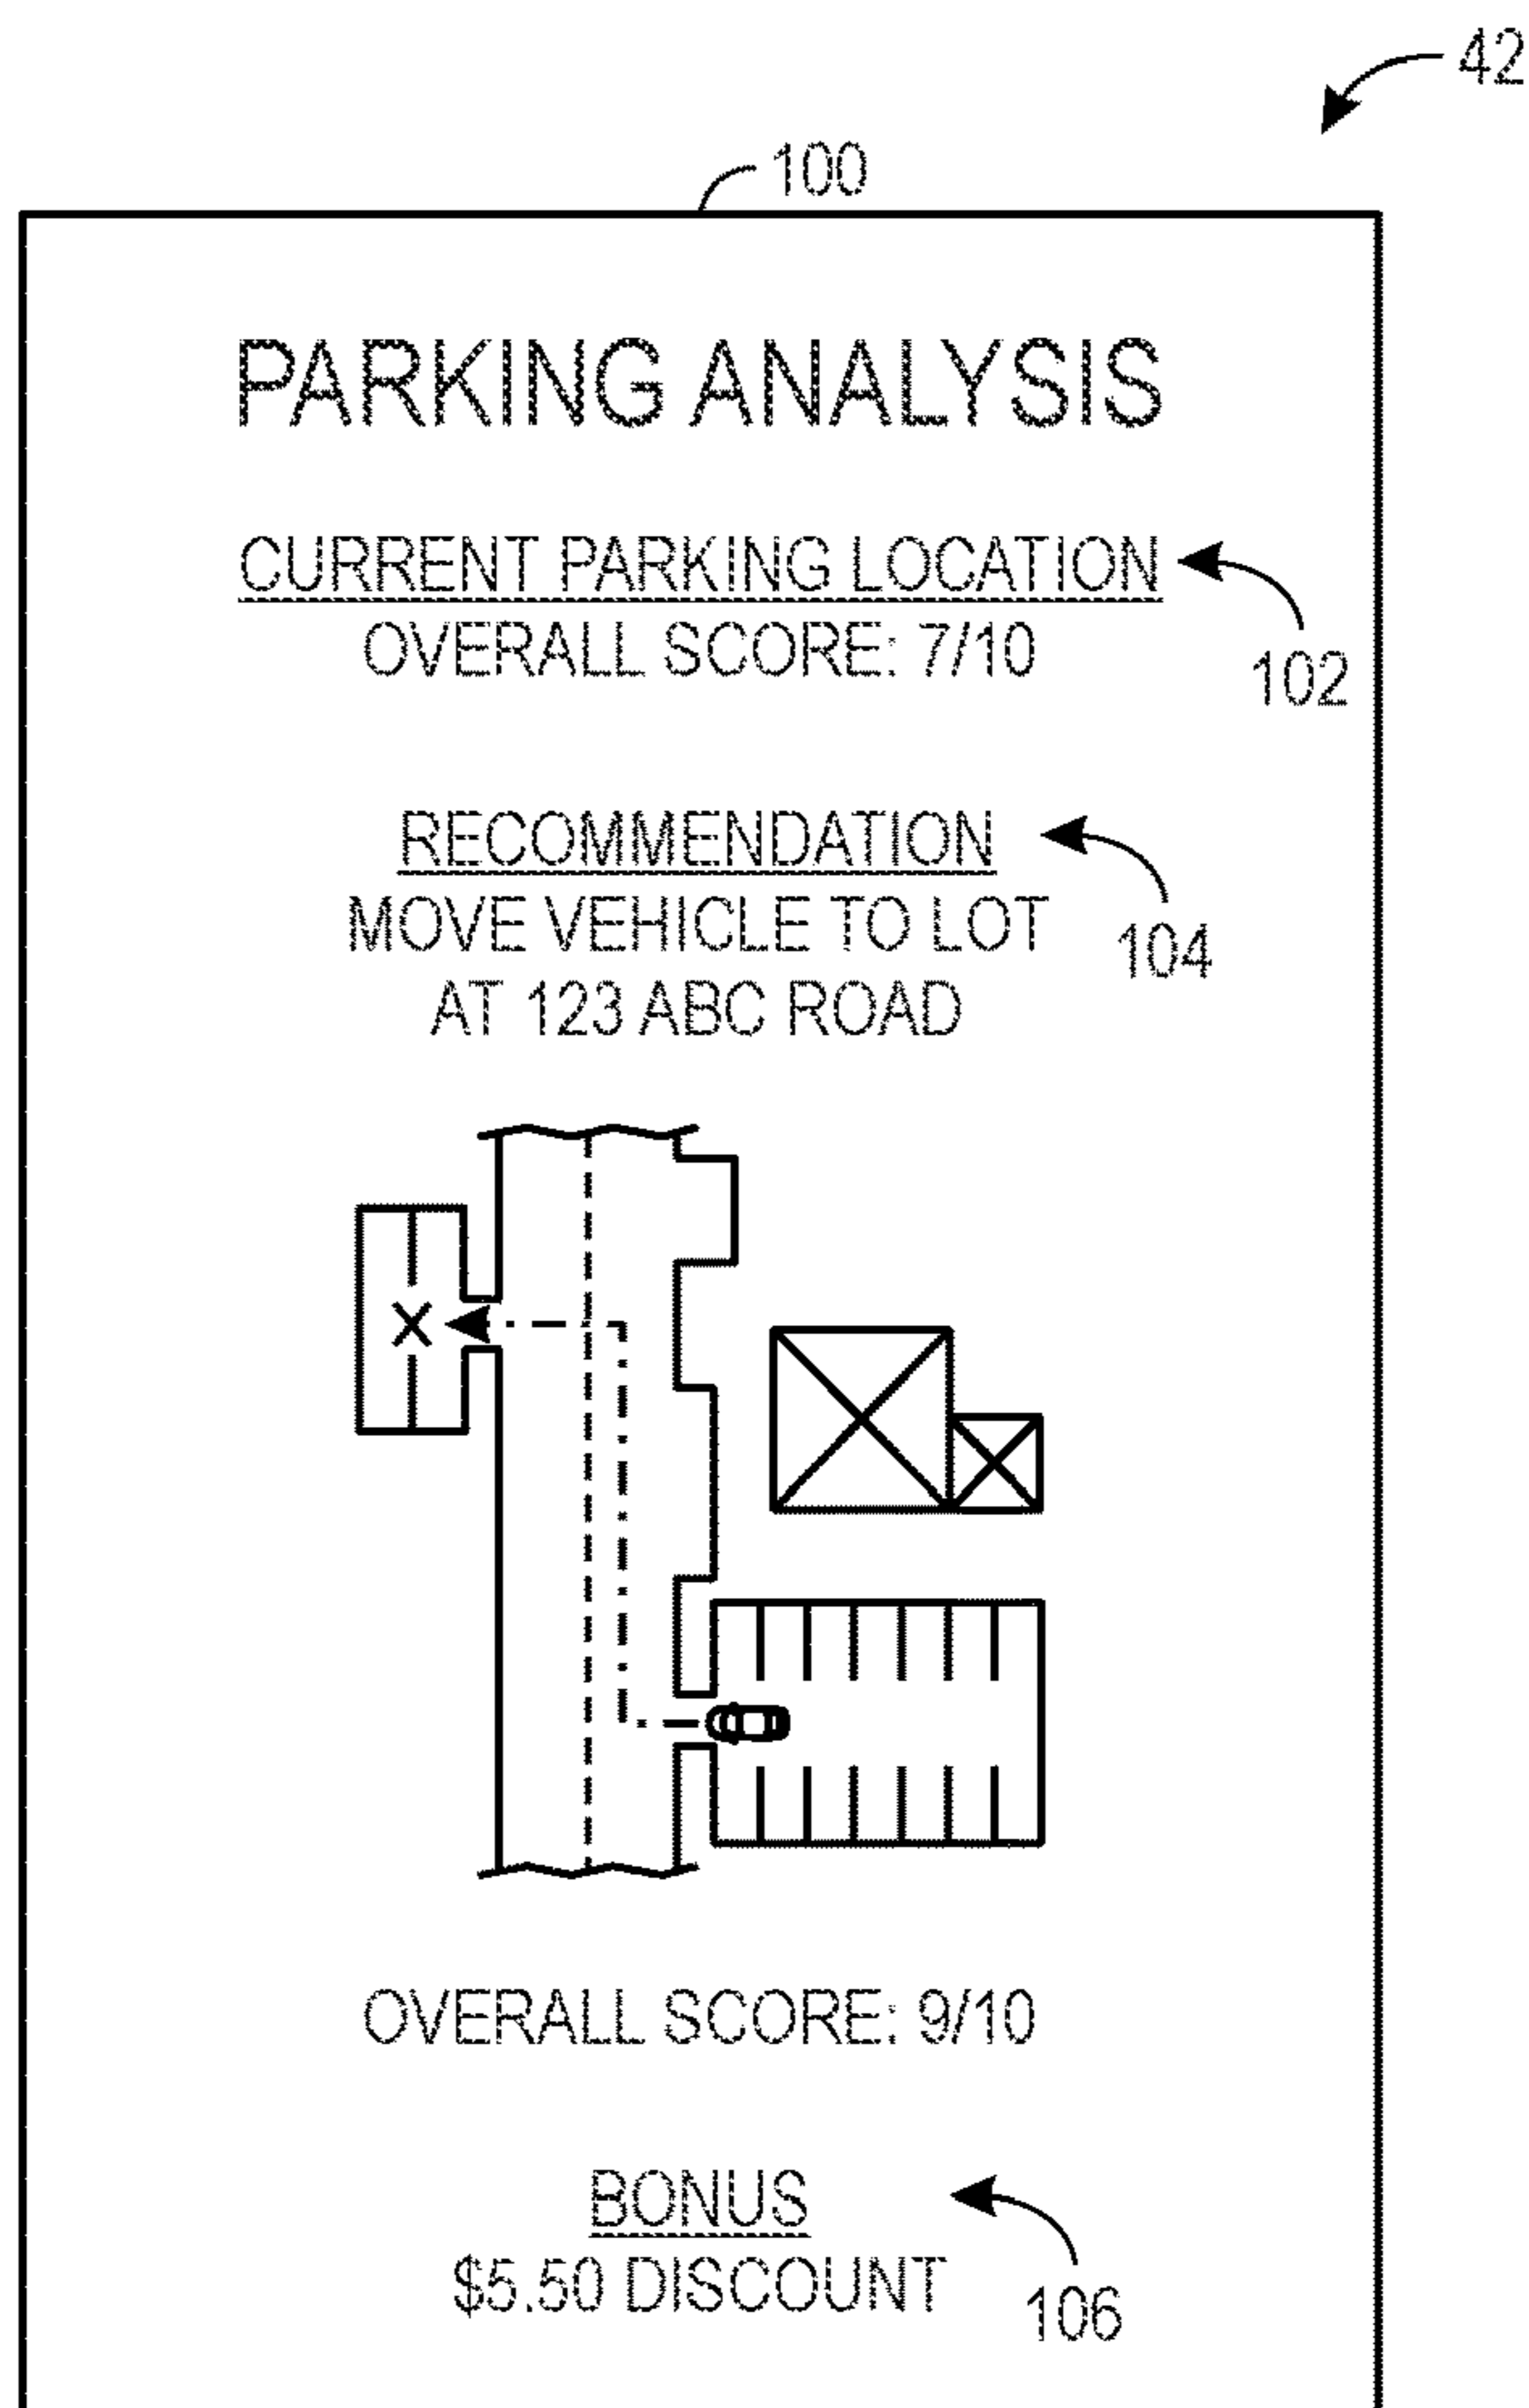 42
100
PARKING ANALYSIS
CURRENT PARKING LOCATION
OVERALL SCORE: 7/10
102
RECOMMENDATION
MOVE VEHICLE TO LOT
104
AT 123 ABC ROAD
OVERALL SCORE: 9/10
BONUS
$5.50 DISCOUNT
106